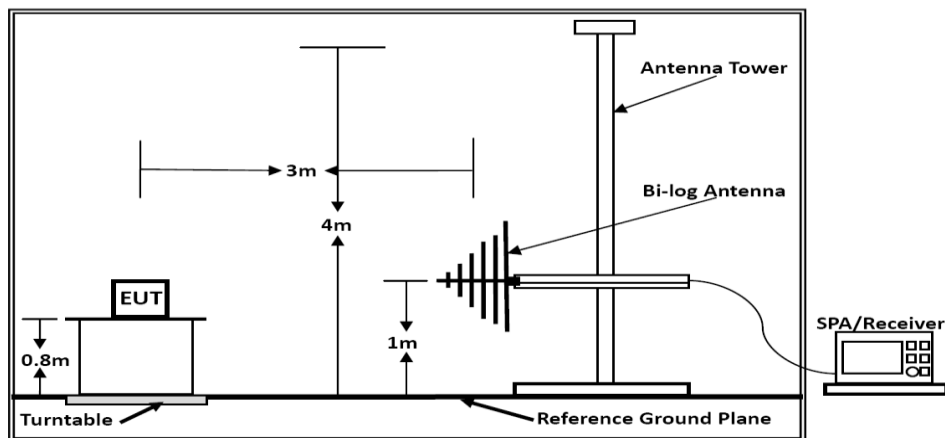 Antenna Tower
3m
Bi-log Antenna
4m
EUT
SPA/Receiver
1m
0.8m
Turntable
Reference Ground Plane